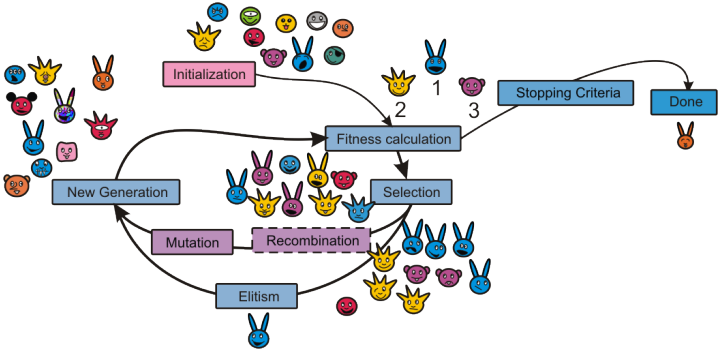 Initialization
1
2
3
Stopping Criteria
Done
Fitness calculation
New Generation
Selection
Mutation
Recombination
Elitism